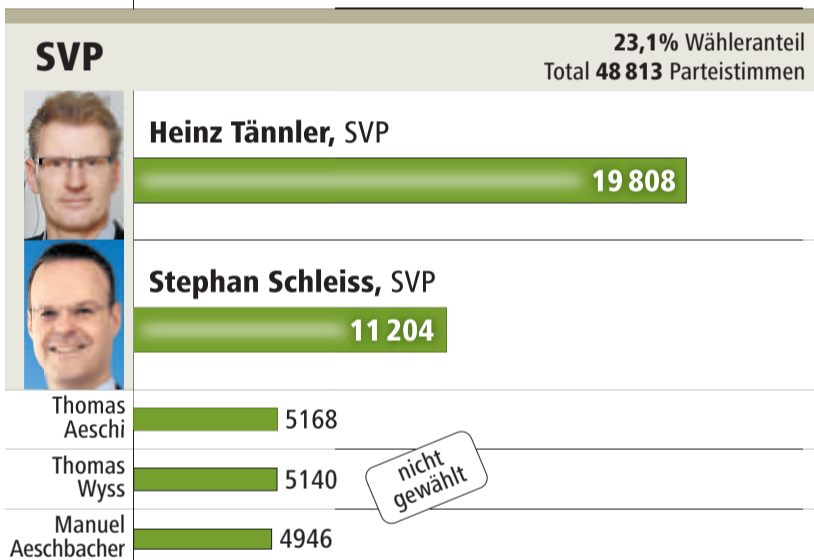 SVP
23,1% Wähleranteil
Total 48 813 Parteistimmen
Heinz Tännler, SVP
19 808
Stephan Schleiss, SVP
11 204
Thomas
Aeschi
5168
Thomas
Wyss
5140
nicht
gewählt
Manuel
Aeschbacher
4946